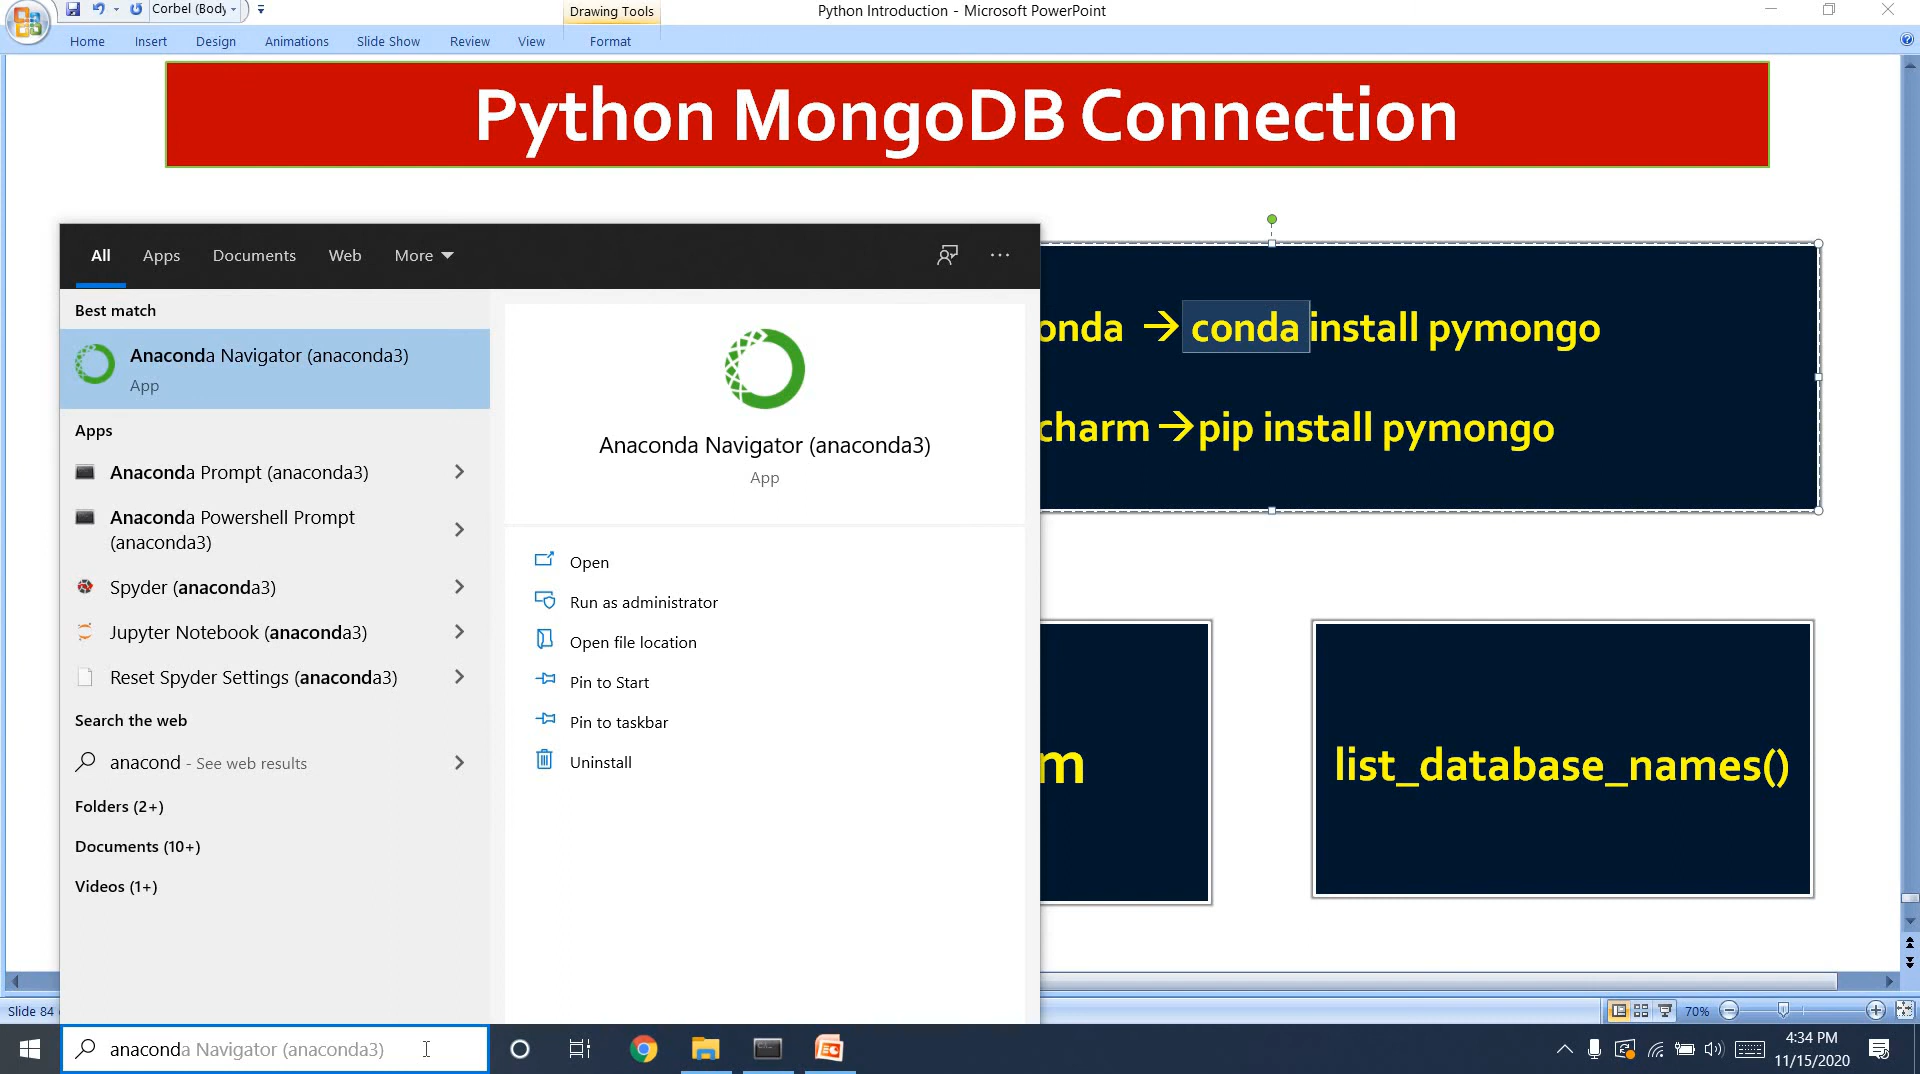 Corbel (Body
Drawing Tools
Python Introduction - Microsoft PowerPoint
Home
Insert
Design
Animations
Slide Show
Review
View
Format
Python MongoDB Connection
onda → conda install pymongo
charm → pip install pymongo
m
list_database_names()
All
Apps
Documents
Web
More
Best match
Anaconda Navigator (anaconda3)
App
Apps
Anaconda Prompt (anaconda3)
Anaconda Powershell Prompt
(anaconda3)
Spyder (anaconda3)
Jupyter Notebook (anaconda3)
Reset Spyder Settings (anaconda3)
Search the web
anacond - See web results
Folders (2+)
Documents (10+)
Videos (1+)
Anaconda Navigator (anaconda3)
App
Open
Run as administrator
Open file location
Pin to Start
Pin to taskbar
Uninstall
Slide 84
70%
anaconda Navigator (anaconda3)
4:34 PM
11/15/2020